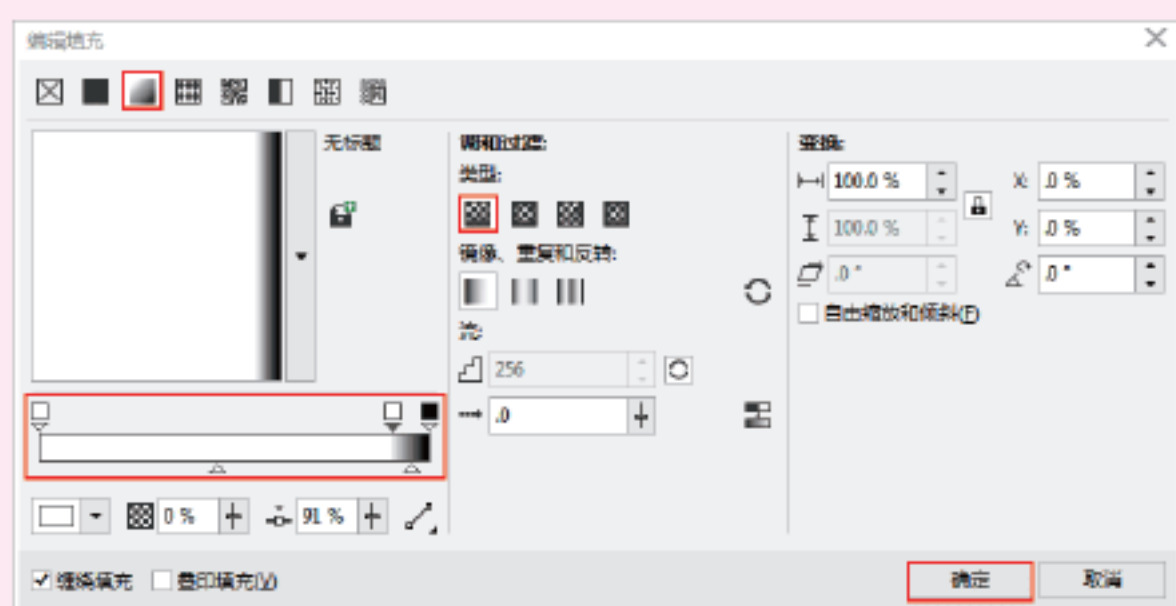 编辑填充
无标题
调和过渡:
类型:
镜像、重复和反转:
流:
256
.0
变换:
100.0 %
X: .0 %
100.0 %
Y: .0 %
.0 °
.0 °
自由缩放和倾斜(F)
0 %
91 %
缠绕填充
叠印填充(V)
确定
取消